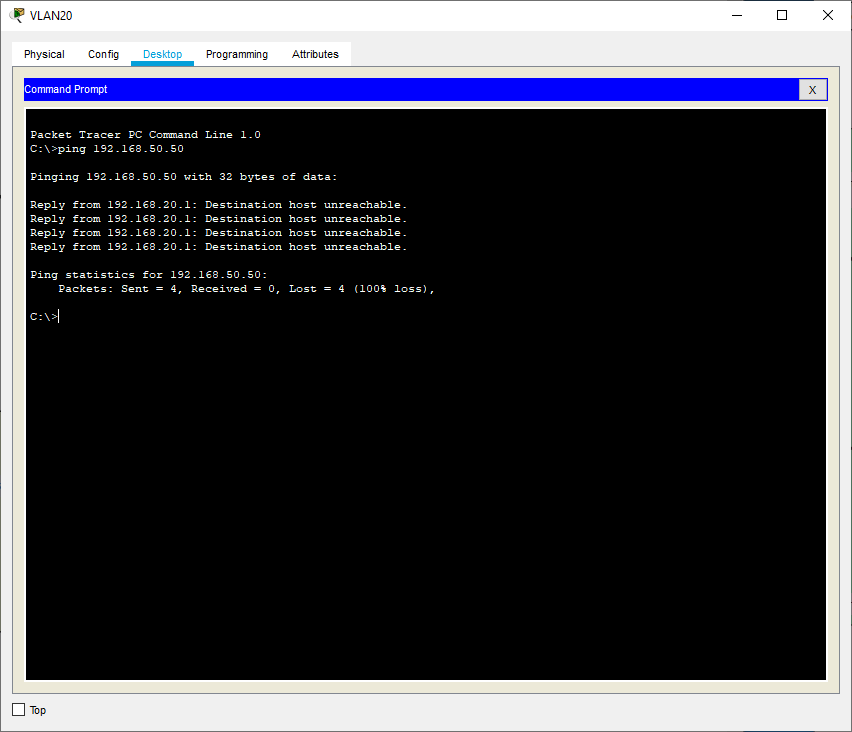 VLAN20
Physical Config Desktop Programming Attributes
Command Prompt X
Packet Tracer PC Command Line 1.0
C:\>ping 192.168.50.50
Pinging 192.168.50.50 with 32 bytes of data:
Reply from 192.168.20.1: Destination host unreachable.
Reply from 192.168.20.1: Destination host unreachable.
Reply from 192.168.20.1: Destination host unreachable.
Reply from 192.168.20.1: Destination host unreachable.
Ping statistics for 192.168.50.50:
Packets: Sent = 4, Received = 0, Lost = 4 (100% loss),
C:\>
Top